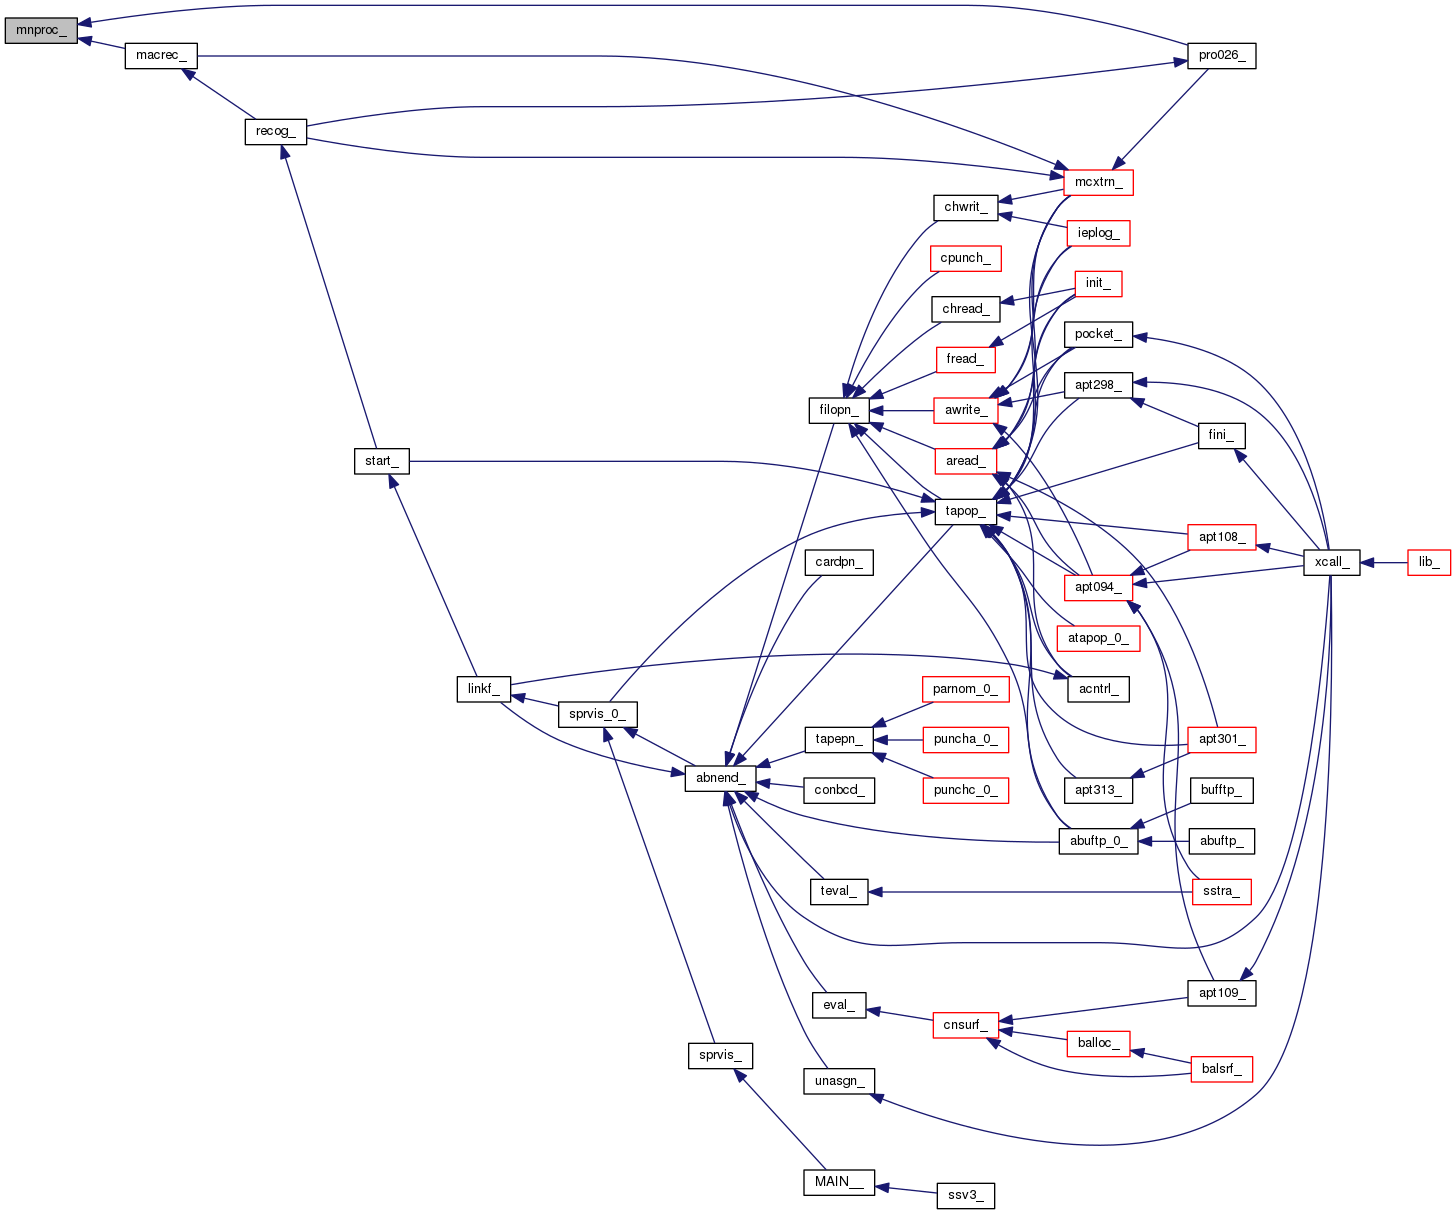 mnproc_
macrec_
pro026_
recog_
mcxtrn_
chwrit_
ieplog_
cpunch_
init_
chread_
pocket_
fread_
apt298_
filopn_
awrite_
fini_
start_
aread_
tapop_
apt108_
cardpn_
xcall_
lib_
apt094_
atapop_0_
linkf_
parnom_0_
acntrl_
sprvis_0_
tapepn_
puncha_0_
apt301_
abnend_
conbcd_
punchc_0_
apt313_
bufftp_
abuftp_0_
abuftp_
teval_
sstra_
eval_
apt109_
cnsurf_
balloc_
sprvis_
balsrf_
unasgn_
MAIN__
ssv3_